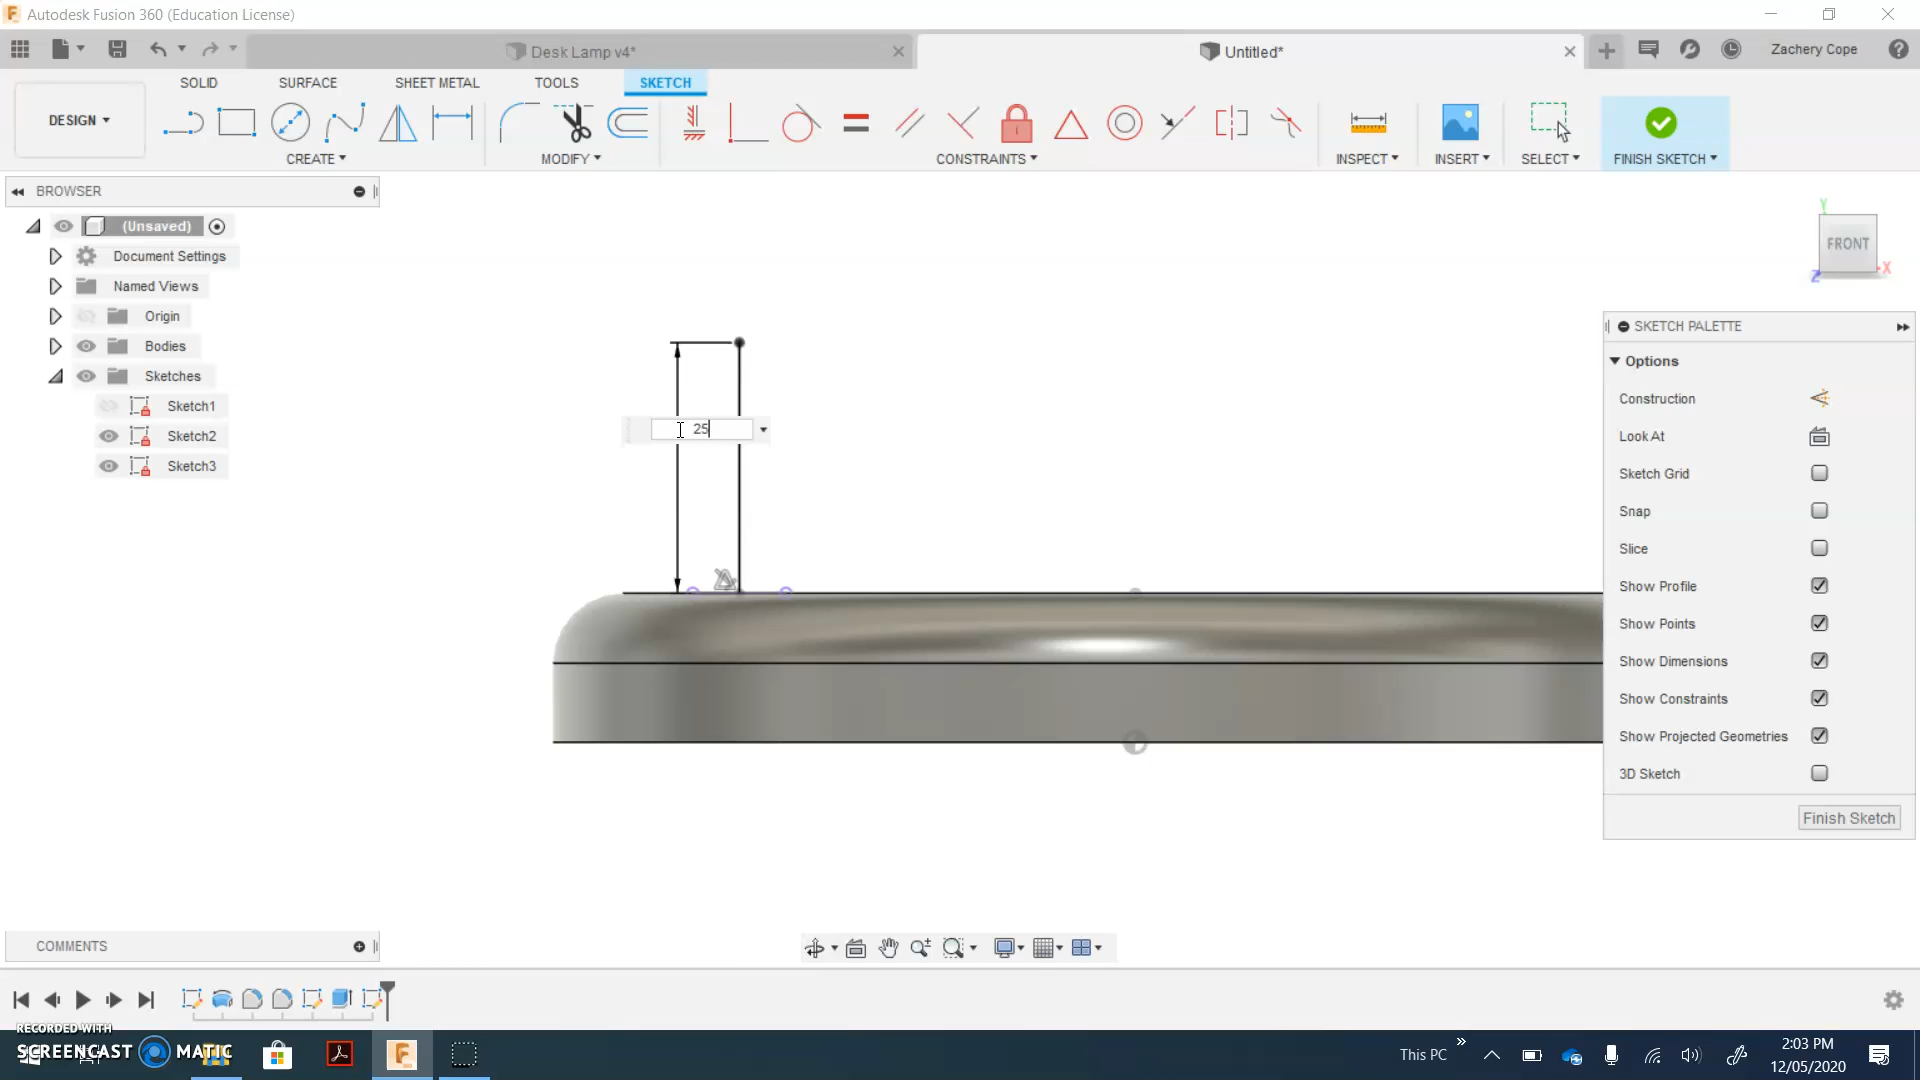 Autodesk Fusion 360 (Education License)
Desk Lamp v4*
Untitled*
Zachery Cope
SOLID
SURFACE
SHEET METAL
TOOLS
SKETCH
DESIGN
CREATE
MODIFY
CONSTRAINTS
INSPECT
INSERT
SELECT
FINISH SKETCH
BROWSER
(Unsaved)
Document Settings
Named Views
Origin
Bodies
Sketches
Sketch1
Sketch2
Sketch3
Y
FRONT
Z
X
25
SKETCH PALETTE
Options
Construction
Look At
Sketch Grid
Snap
Slice
Show Profile
Show Points
Show Dimensions
Show Constraints
Show Projected Geometries
3D Sketch
Finish Sketch
COMMENTS
RECORDED WITH
SCREENCAST MATIC
This PC
2:03 PM
12/05/2020